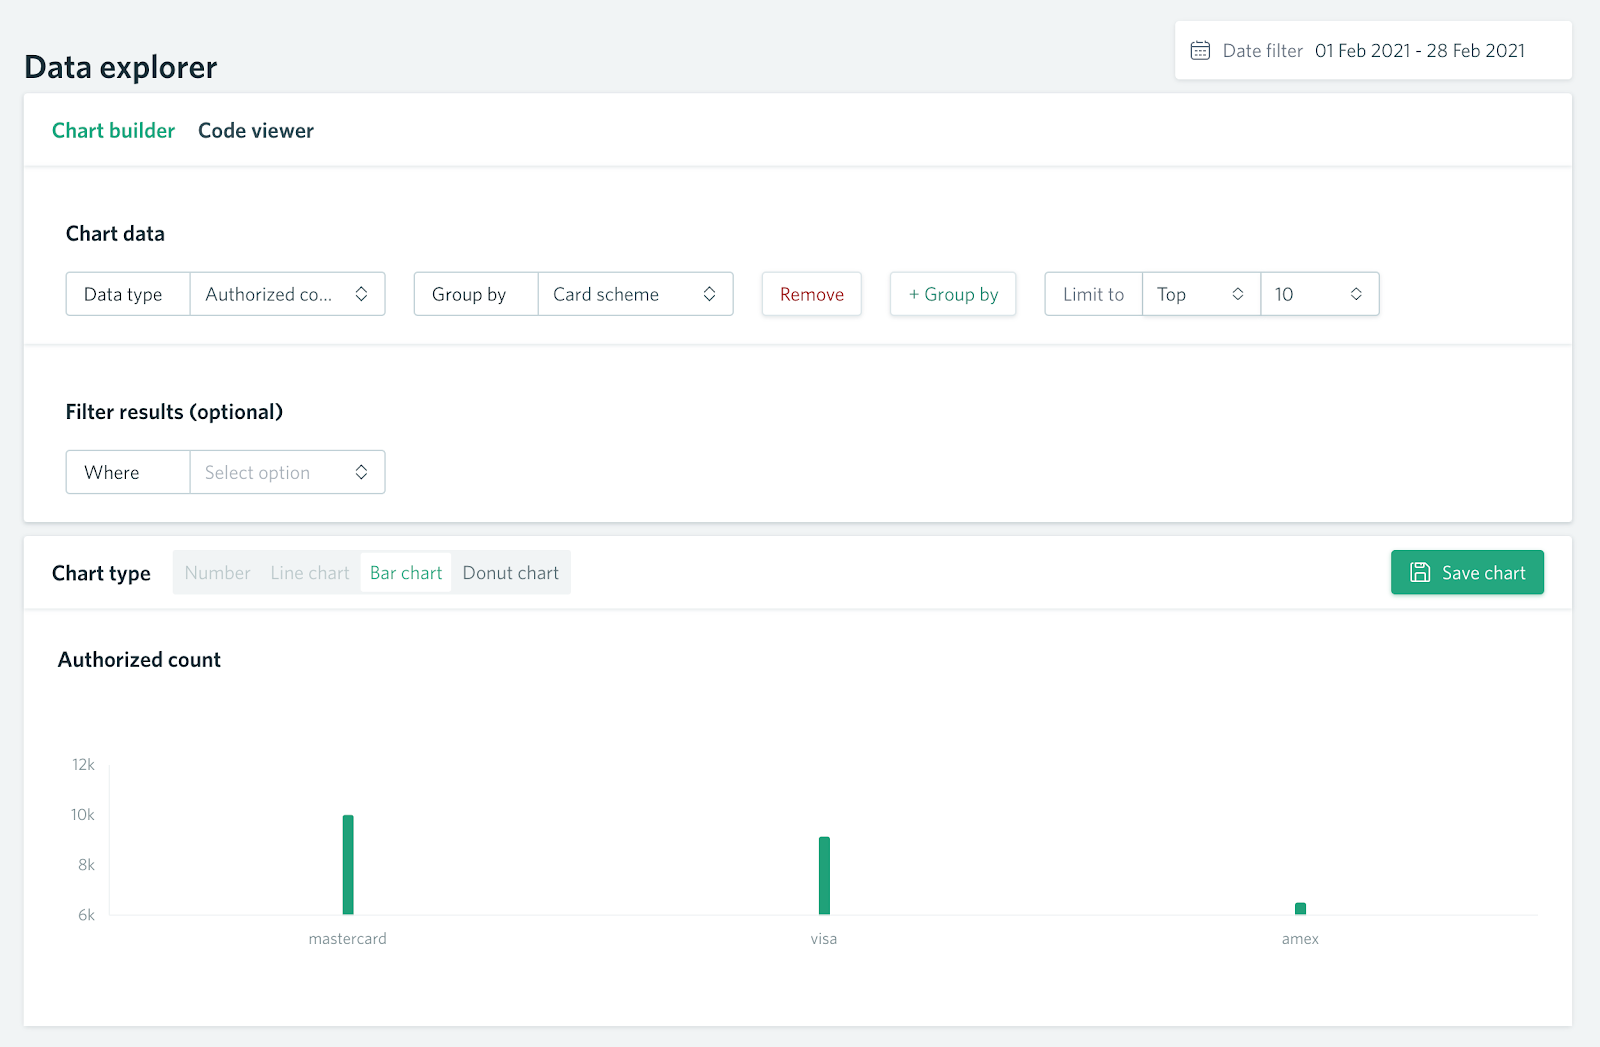 Data explorer
Date filter 01 Feb 2021 - 28 Feb 2021
Chart builder Code viewer
Chart data
Data type Authorized co... Group by Card scheme Remove + Group by Limit to Top 10
Filter results (optional)
Where Select option
Chart type Number Line chart Bar chart Donut chart Save chart
Authorized count
12k
10k
8k
6k
mastercard visa amex